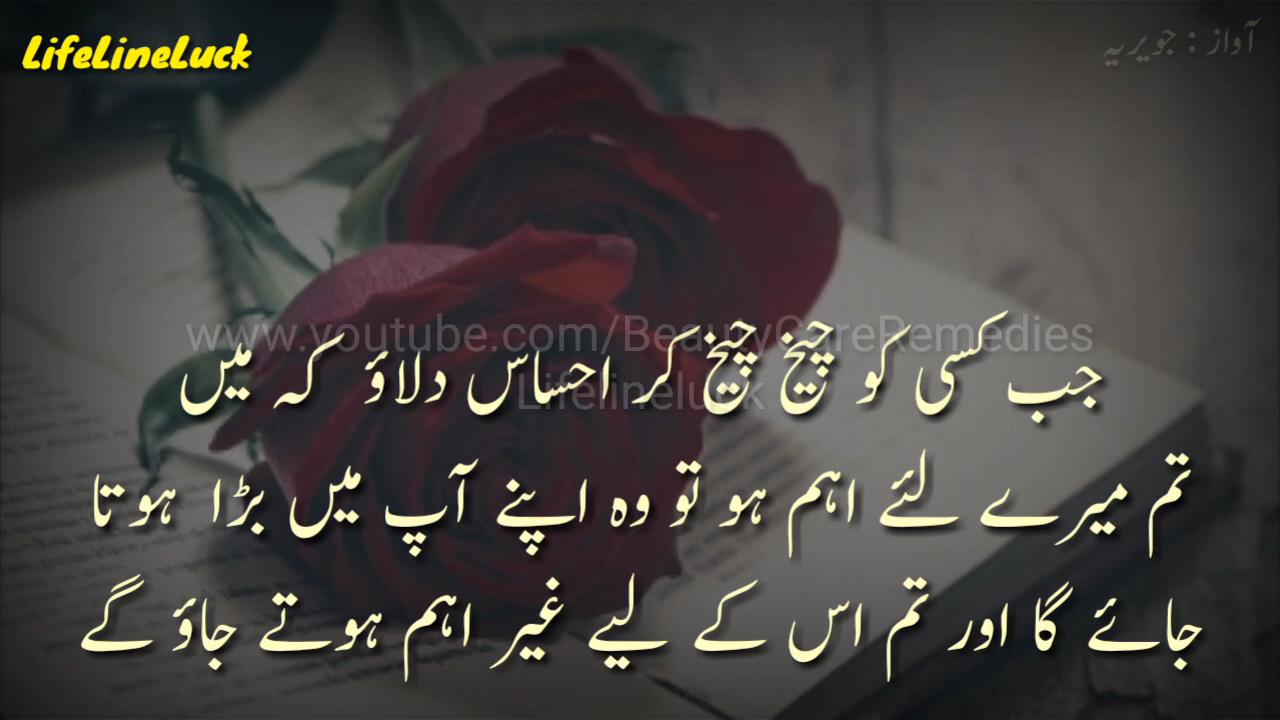 LifeLineLuck
آواز : جویریہ
www.youtube.com/BeautyCareRemedies
Lifelineluck
جب کسی کو چیخ چیخ کر احساس دلاؤ کہ میں
تم میرے لئے اہم ہو تو وہ اپنے آپ میں بڑا ہوتا
جائے گا اور تم اس کے لیے غیر اہم ہوتے جاؤ گے